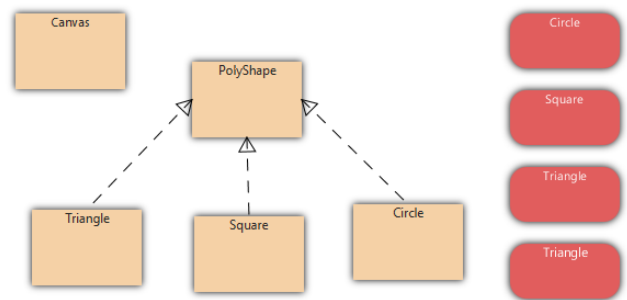 Canvas
PolyShape
Triangle
Square
Circle
Circle
Square
Triangle
Triangle